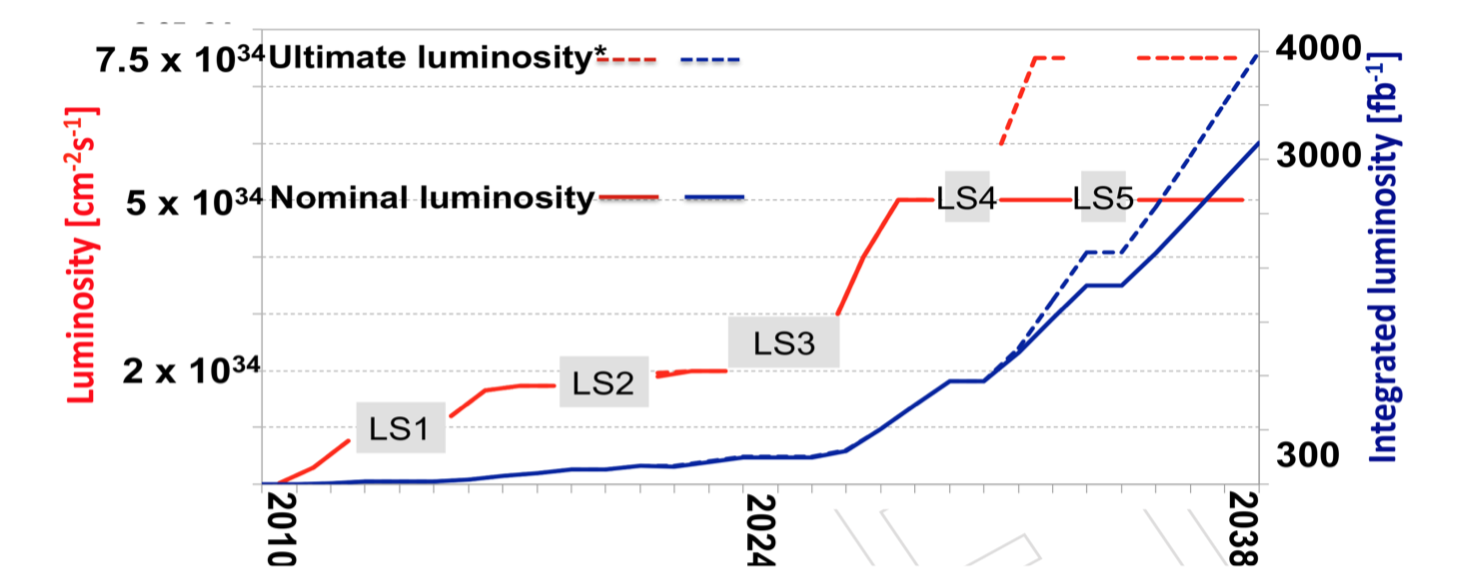 7.5 x 10³⁴ Ultimate luminosity*
4000
5 x 10³⁴ Nominal luminosity
LS4
LS5
3000
LS3
2 x 10³⁴
LS2
LS1
300
Luminosity [cm⁻²s⁻¹]
Integrated luminosity [fb⁻¹]
2010
2024
2038